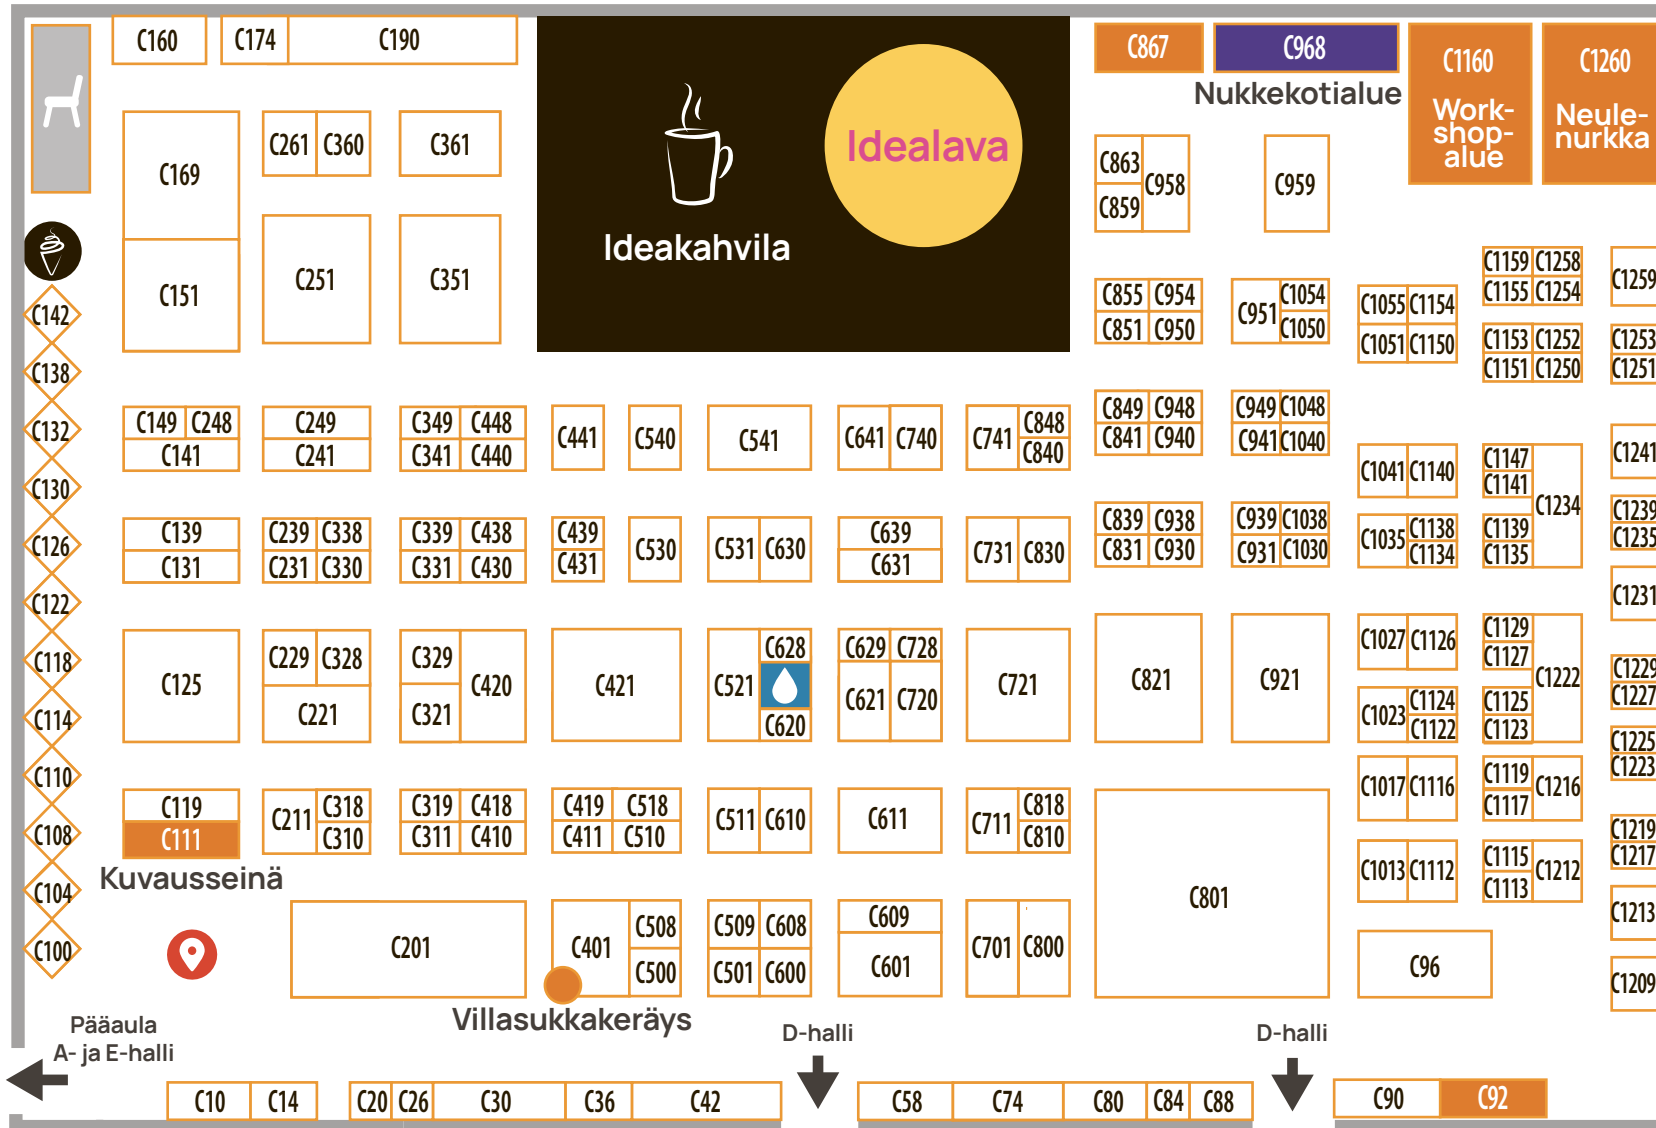 C160 C174 C190 C867 C968 C1160 C1260
Nukkekotialue
Work-
shop-
alue
Neule-
nurkka
Idealava
Ideakahvila
C261 C360 C361
C169
C863 C958 C959
C859
C251 C351
C151
C1159 C1258 C1259
C1155 C1254
C855 C954 C951 C1054
C851 C950 C1050
C1055 C1154
C1051 C1150
C1153 C1252 C1253
C1151 C1250 C1251
C142
C138
C132
C130
C126
C122
C118
C114
C110
C108
C104
C100
C149 C248 C249 C349 C448 C441 C540 C541 C641 C740 C741 C848 C849 C948 C949 C1048
C141 C241 C341 C440 C840 C841 C940 C941 C1040
C1041 C1140 C1147 C1241
C1141
C1234
C139 C239 C338 C339 C438 C439 C530 C531 C630 C639 C731 C830 C839 C938 C939 C1038
C131 C231 C330 C331 C430 C431 C631 C831 C930 C931 C1030
C1035 C1138 C1139 C1239
C1134 C1135 C1235
C1231
C125 C229 C328 C329 C420 C421 C521 C628 C629 C728 C721 C821 C921
C221 C321 C620 C621 C720
C1027 C1126 C1129 C1222
C1127
C1229
C1227
C1023 C1124 C1125
C1122 C1123
C1225
C1223
C119 C211 C318 C319 C418 C419 C518 C511 C610 C611 C711 C818
C111 C310 C311 C410 C411 C510 C810
Kuvausseinä
C1017 C1116 C1119 C1216
C1117
C1219
C1217
C1013 C1112 C1115 C1212
C1113
C1213
C801
C201 C401 C508 C509 C608 C609 C701 C800
C500 C501 C600 C601
C96
C1209
Villasukkakeräys
Pääaula
A- ja E-halli
D-halli
D-halli
C10 C14 C20 C26 C30 C36 C42 C58 C74 C80 C84 C88 C90 C92